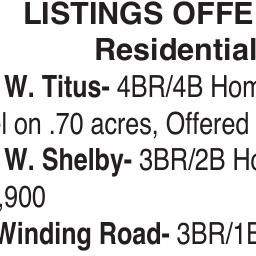 LISTINGS OFFE
Residential
W. Titus- 4BR/4B Hom
l on .70 acres, Offered
W. Shelby- 3BR/2B Ho
,900
Winding Road- 3BR/1B